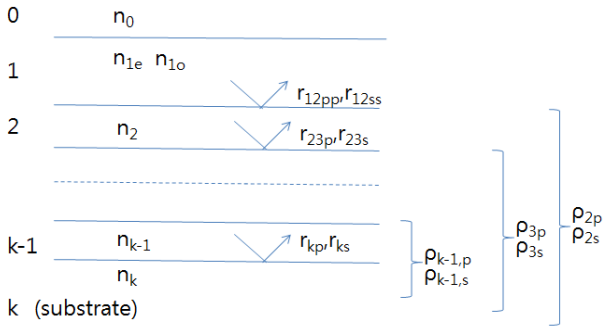 0
n0
n1e n1o
1
r12pp,r12ss
2
n2
r23p,r23s
ρ2p
ρ2s
ρ3p
ρ3s
k-1
nk-1
rkp,rks
ρk-1,p
ρk-1,s
nk
k (substrate)